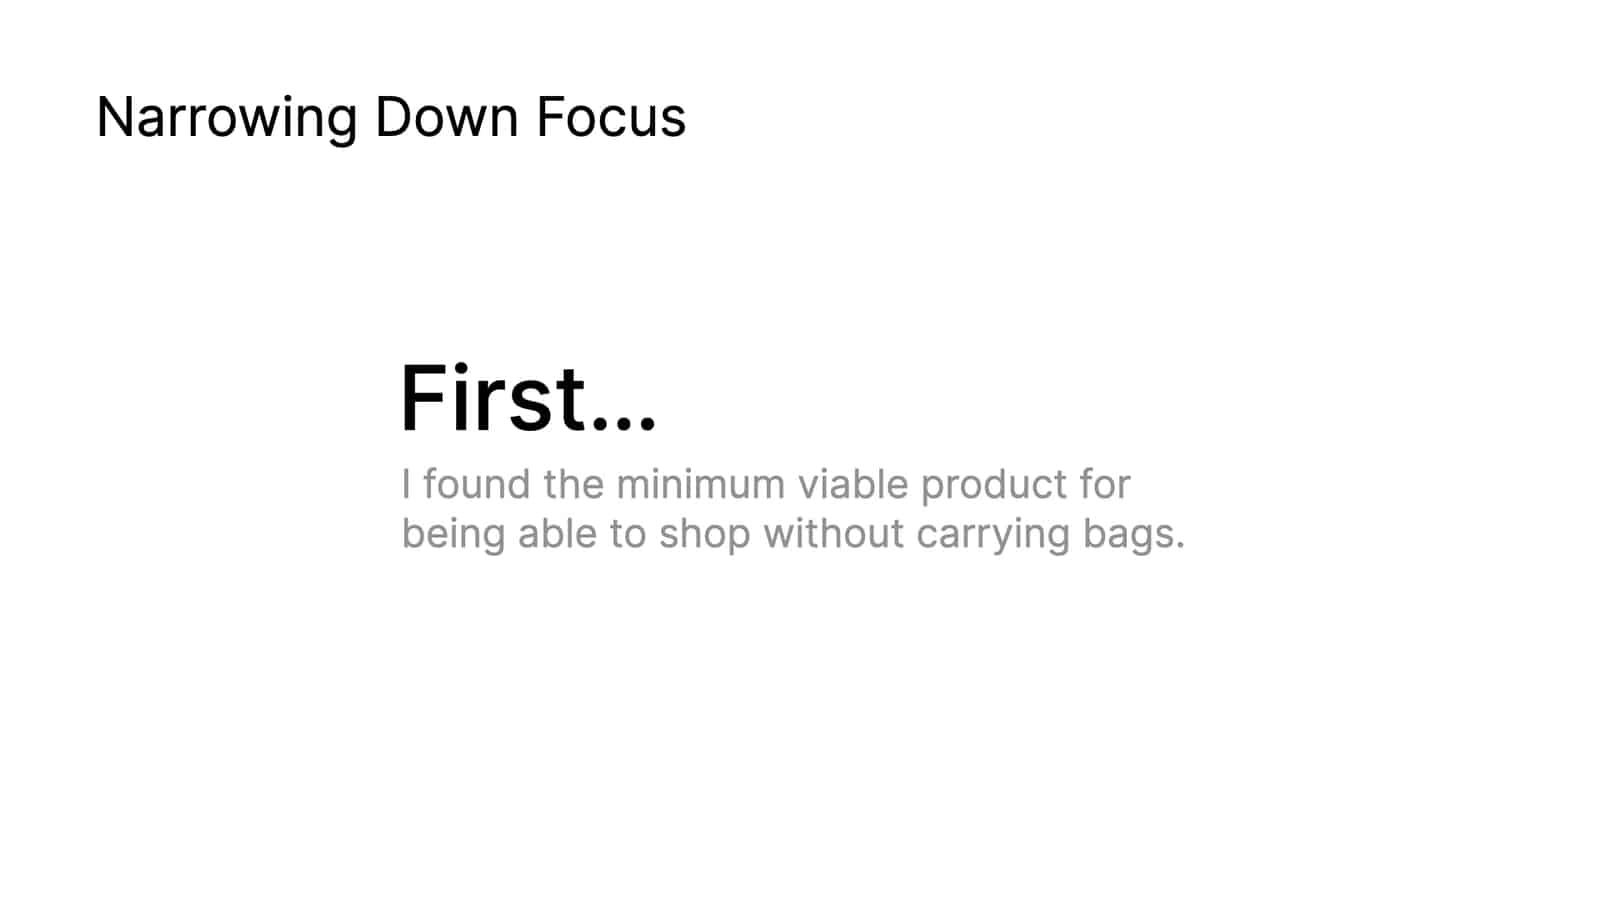 Narrowing Down Focus
First...
I found the minimum viable product for
being able to shop without carrying bags.